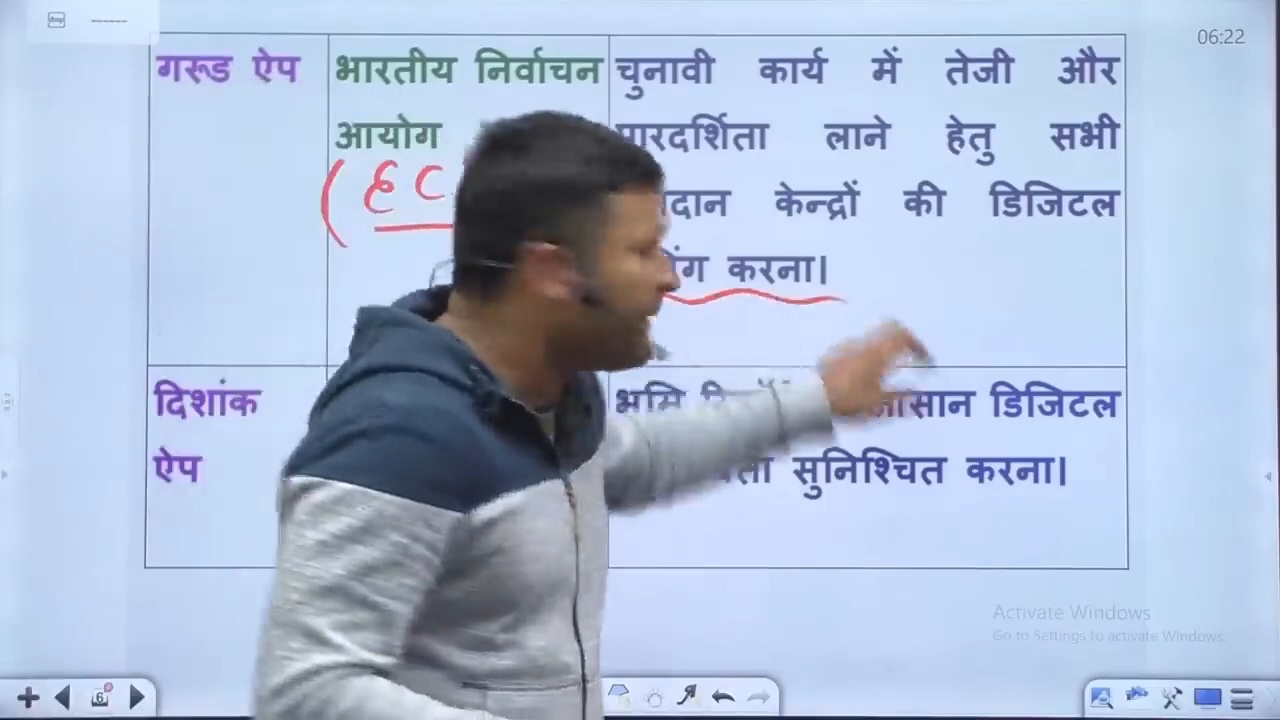 06:22
गरूड ऐप
भारतीय निर्वाचन
आयोग
(EC
चुनावी कार्य में तेजी और
पारदर्शिता लाने हेतु सभी
केन्द्रों की डिजिटल
करना।
दिशांक
ऐप
भूमि डिजिटल
सुनिश्चित करना।
Activate Windows
Go to Settings to activate Windows.